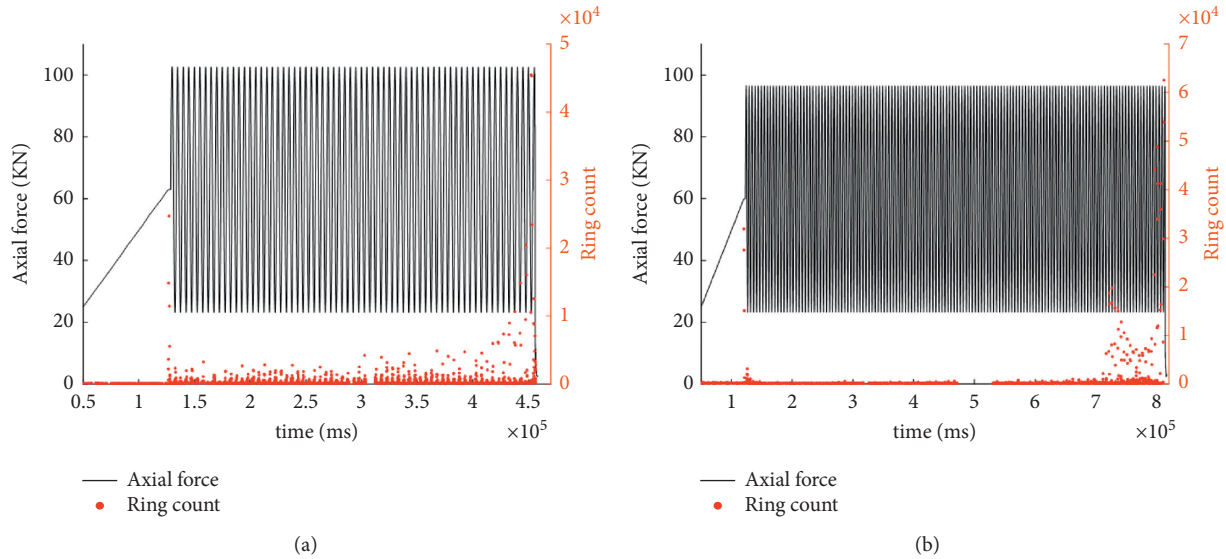 ×10⁴
5
4
3
2
1
0
Ring count
100
80
60
40
20
0
Axial force (KN)
0.5 1 1.5 2 2.5 3 3.5 4 4.5 5
time (ms) ×10⁵
Axial force
Ring count
(a)
×10⁴
7
6
5
4
3
2
1
0
Ring count
100
80
60
40
20
0
Axial force (KN)
1 2 3 4 5 6 7 8
time (ms) ×10⁵
Axial force
Ring count
(b)